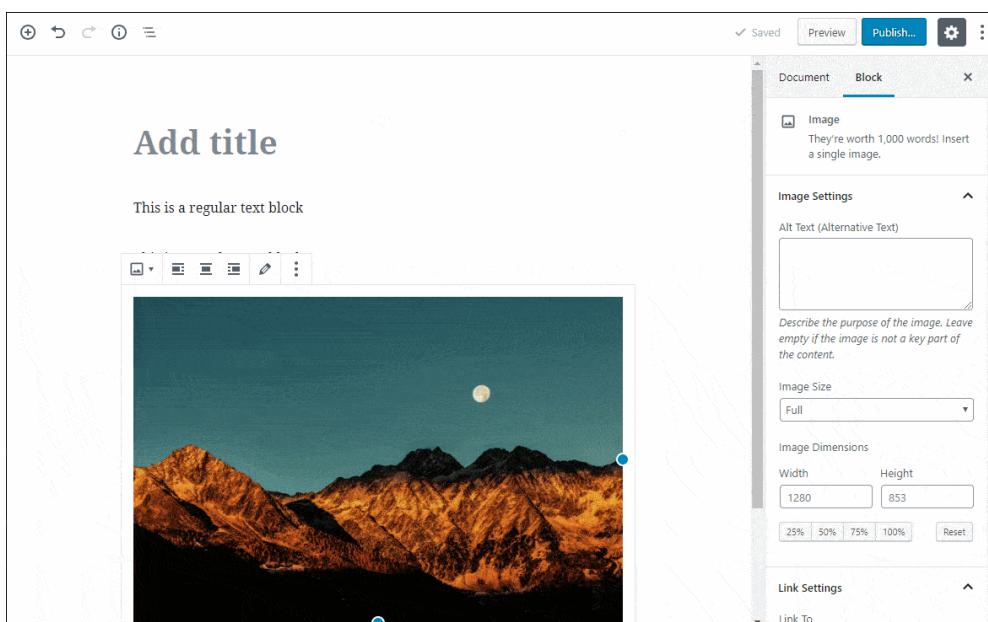 Saved Preview Publish...
Document Block
Image
They're worth 1,000 words! Insert
a single image.
Add title
This is a regular text block
Image Settings
Alt Text (Alternative Text)
Describe the purpose of the image. Leave
empty if the image is not a key part of
the content.
Image Size
Full
Image Dimensions
Width Height
1280 853
25% 50% 75% 100% Reset
Link Settings
Link To